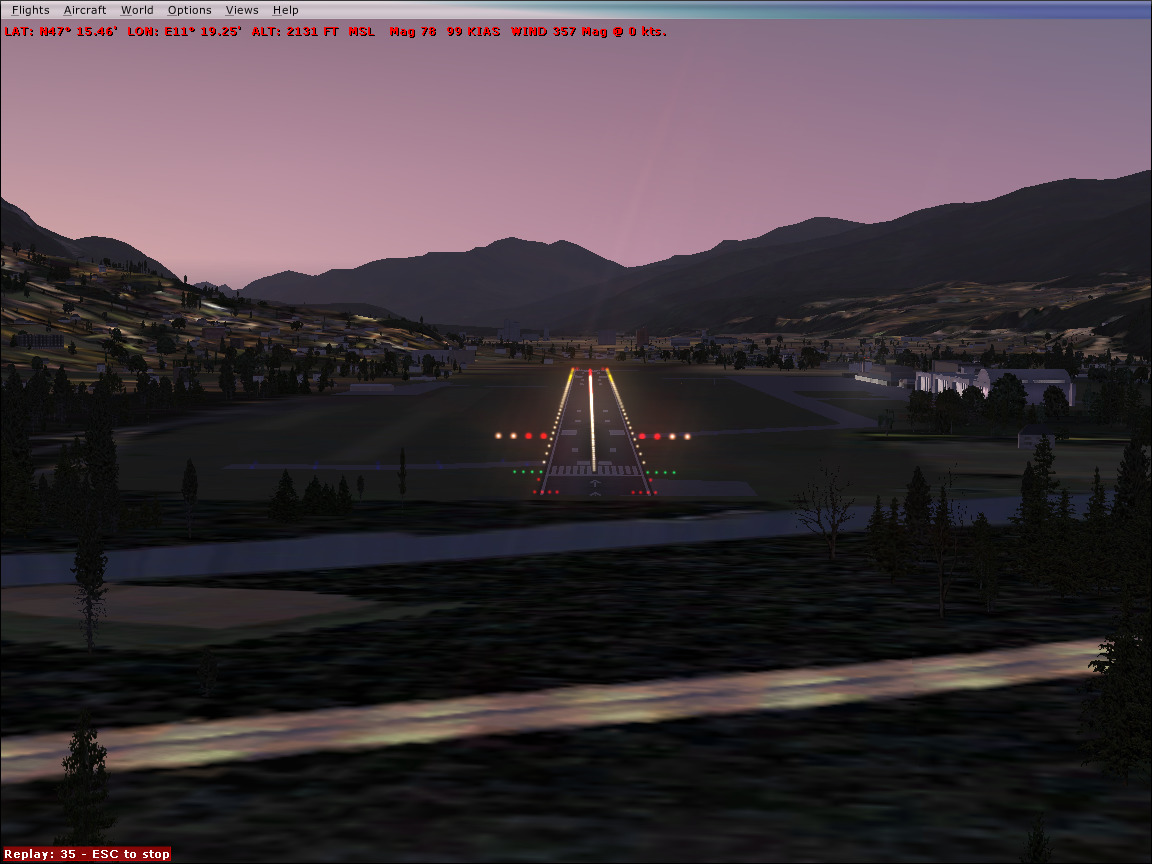 Flights Aircraft World Options Views Help
LAT: N47° 15.46' LON: E11° 19.25' ALT: 2131 FT MSL Mag 78 99 KIAS WIND 357 Mag @ 0 kts.
Replay: 35 - ESC to stop